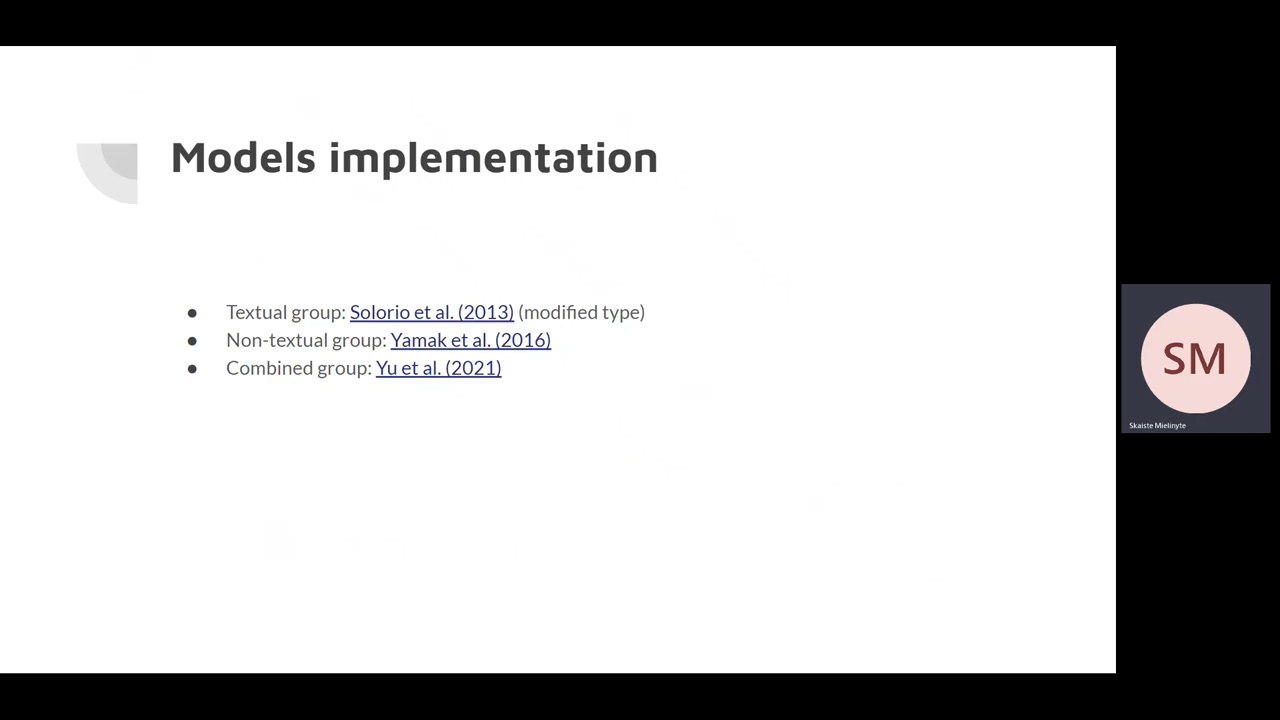 Models implementation
● Textual group: Solorio et al. (2013) (modified type)
● Non-textual group: Yamak et al. (2016)
● Combined group: Yu et al. (2021)
SM
Skaiste Mielinyte